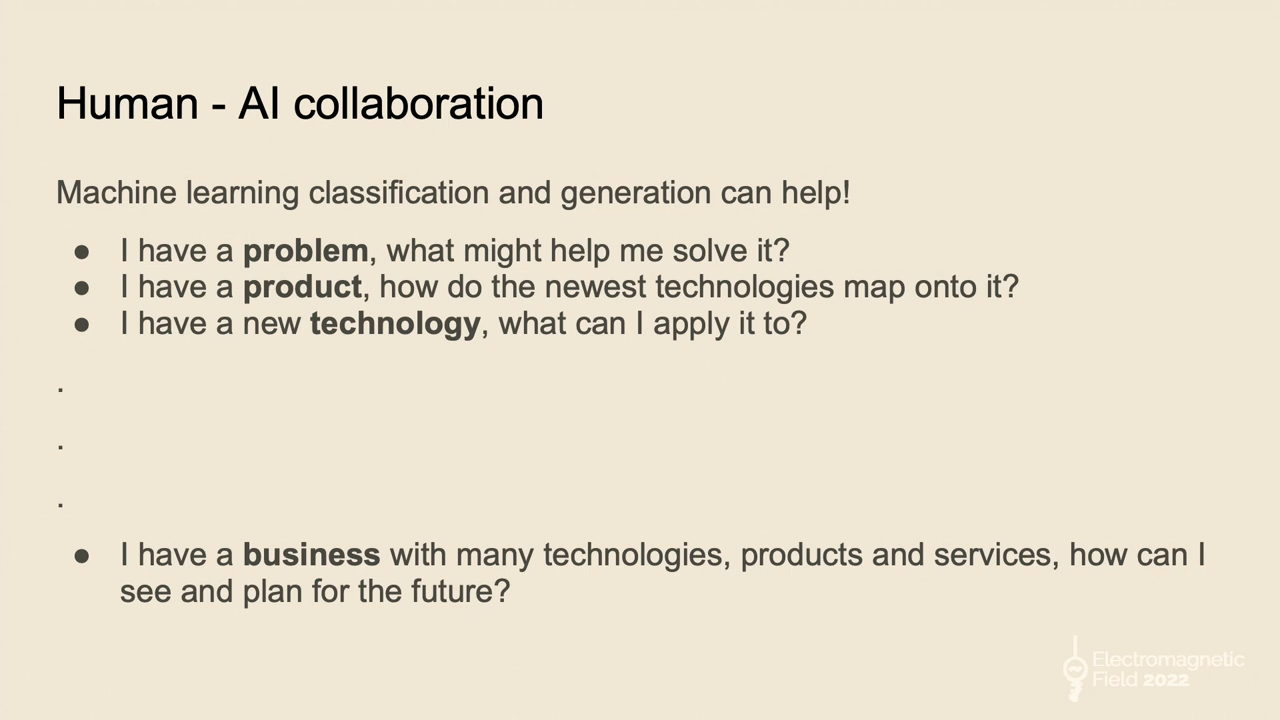 Human - AI collaboration
Machine learning classification and generation can help!
● I have a problem, what might help me solve it?
● I have a product, how do the newest technologies map onto it?
● I have a new technology, what can I apply it to?
.
.
.
● I have a business with many technologies, products and services, how can I
see and plan for the future?
Electromagnetic
Field 2022